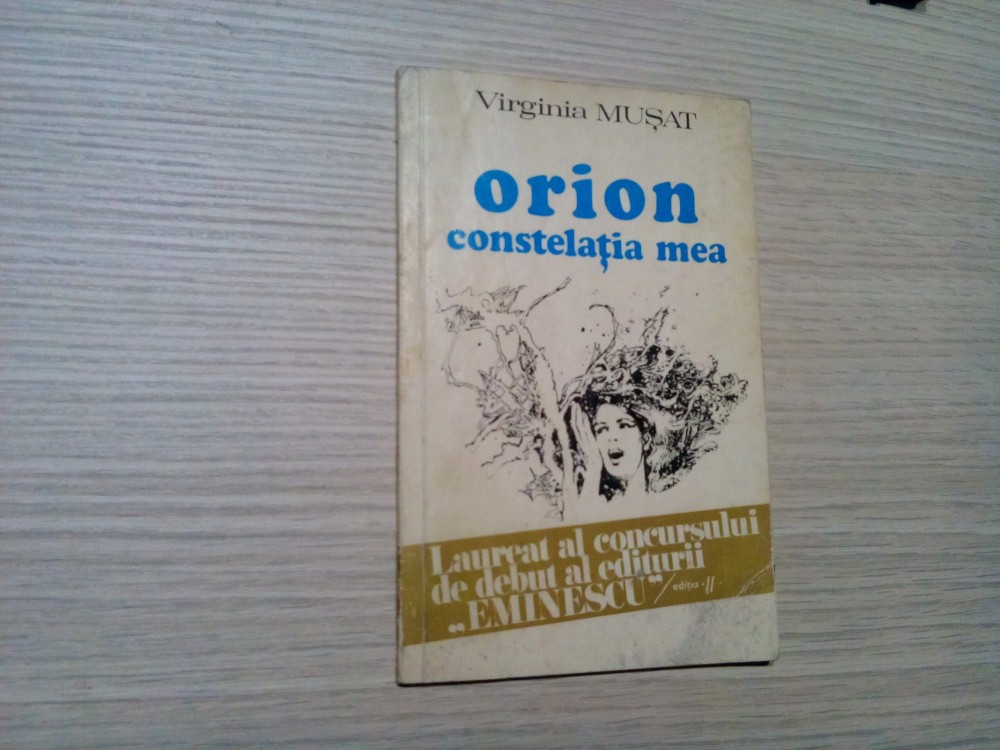 Virginia MUȘAT
orion
constelația mea
Laureat al concursului
de debut al editurii
„EMINESCU“ / ediția · II ·